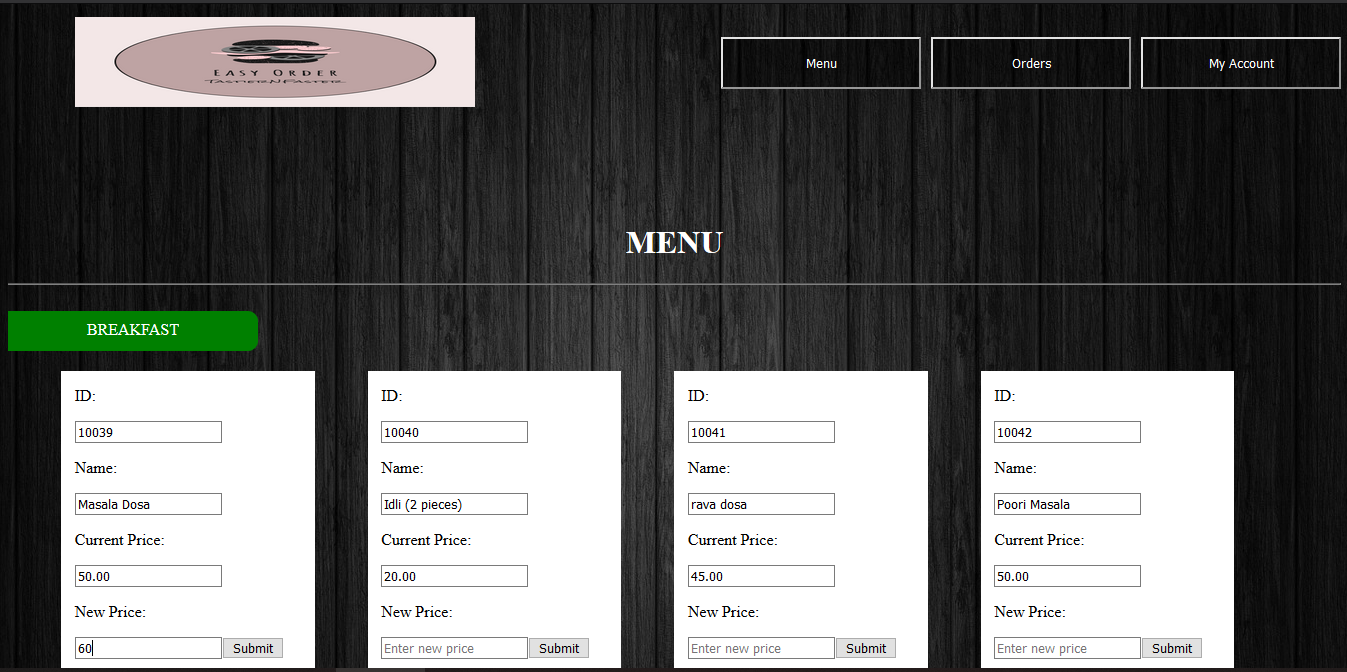 EASY ORDER
TASTIER N FASTER
Menu
Orders
My Account
MENU
BREAKFAST
ID:
10039
Name:
Masala Dosa
Current Price:
50.00
New Price:
60
Submit
ID:
10040
Name:
Idli (2 pieces)
Current Price:
20.00
New Price:
Enter new price
Submit
ID:
10041
Name:
rava dosa
Current Price:
45.00
New Price:
Enter new price
Submit
ID:
10042
Name:
Poori Masala
Current Price:
50.00
New Price:
Enter new price
Submit